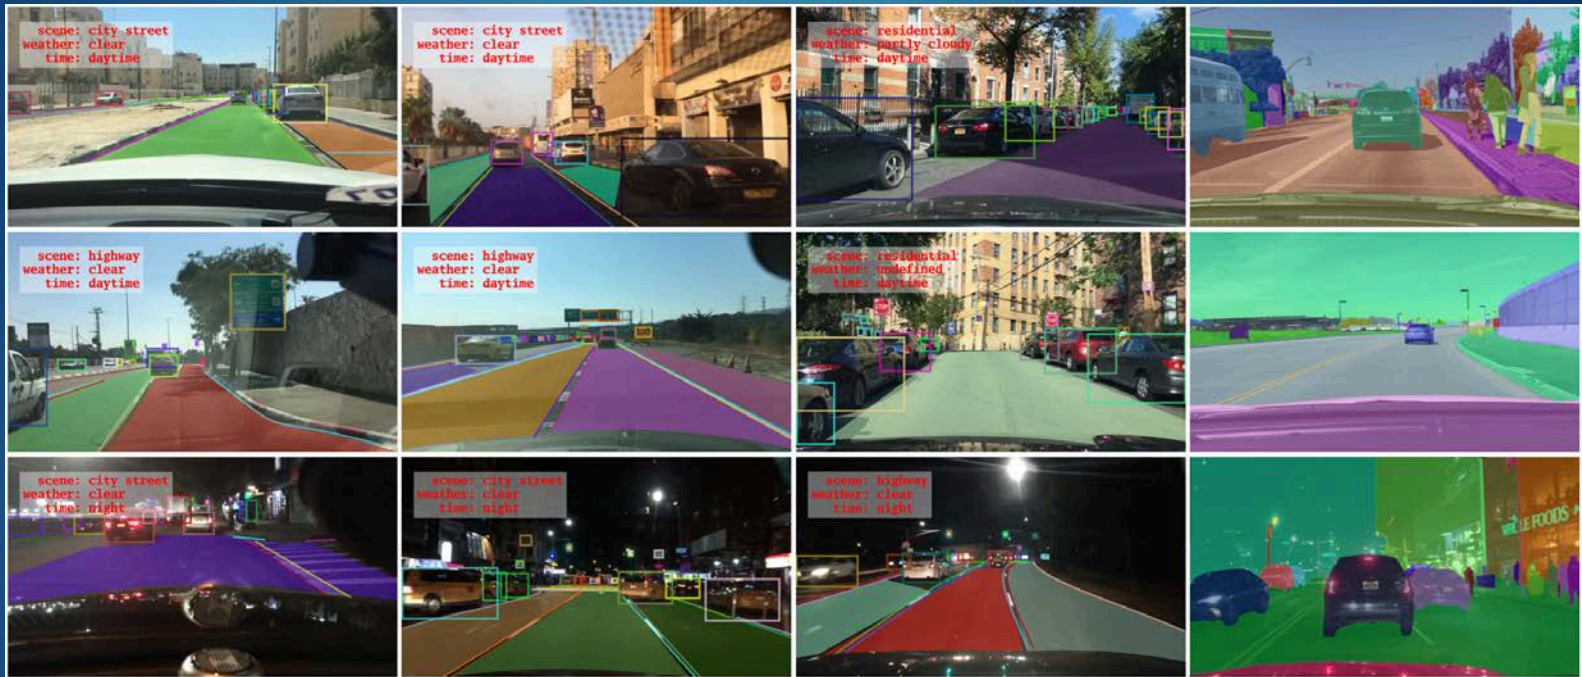 scene: city street
weather: clear
time: daytime
scene: city street
weather: clear
time: daytime
scene: residential
weather: partly cloudy
time: daytime
scene: highway
weather: clear
time: daytime
scene: highway
weather: clear
time: daytime
scene: residential
weather: undefined
time: daytime
STOP
STOP
scene: city street
weather: clear
time: night
scene: city street
weather: clear
time: night
scene: highway
weather: clear
time: night
FOODS